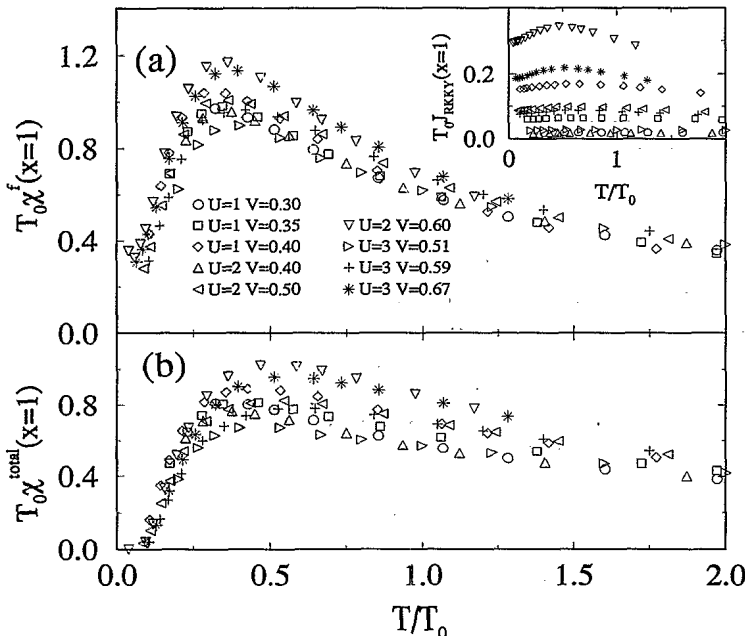 (a)
1.2
0.8
0.4
0.0
T₀χᶠ(x=1)
T₀J_RKKY(x=1)
0.2
0.0
0 1
T/T₀
U=1 V=0.30
U=1 V=0.35
U=1 V=0.40
U=2 V=0.40
U=2 V=0.50
U=2 V=0.60
U=3 V=0.51
U=3 V=0.59
U=3 V=0.67
(b)
0.8
0.4
0.0
T₀χᵗᵒᵗᵃˡ(x=1)
0.0 0.5 1.0 1.5 2.0
T/T₀